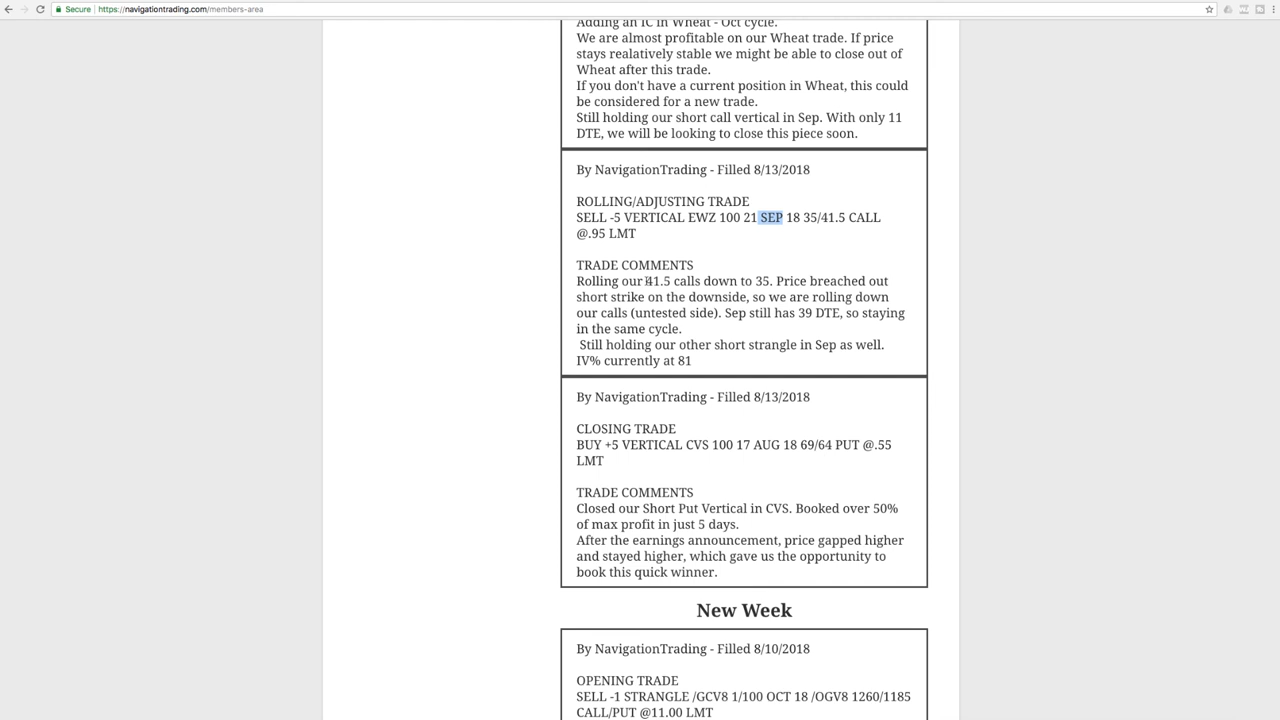 Secure
https://navigationtrading.com/members-area
Adding an IC in Wheat - Oct cycle.
We are almost profitable on our Wheat trade. If price
stays realatively stable we might be able to close out of
Wheat after this trade.
If you don't have a current position in Wheat, this could
be considered for a new trade.
Still holding our short call vertical in Sep. With only 11
DTE, we will be looking to close this piece soon.
By NavigationTrading - Filled 8/13/2018
ROLLING/ADJUSTING TRADE
SELL -5 VERTICAL EWZ 100 21 SEP 18 35/41.5 CALL
@.95 LMT
TRADE COMMENTS
Rolling our 41.5 calls down to 35. Price breached out
short strike on the downside, so we are rolling down
our calls (untested side). Sep still has 39 DTE, so staying
in the same cycle.
Still holding our other short strangle in Sep as well.
IV% currently at 81
By NavigationTrading - Filled 8/13/2018
CLOSING TRADE
BUY +5 VERTICAL CVS 100 17 AUG 18 69/64 PUT @.55
LMT
TRADE COMMENTS
Closed our Short Put Vertical in CVS. Booked over 50%
of max profit in just 5 days.
After the earnings announcement, price gapped higher
and stayed higher, which gave us the opportunity to
book this quick winner.
New Week
By NavigationTrading - Filled 8/10/2018
OPENING TRADE
SELL -1 STRANGLE /GCV8 1/100 OCT 18 /OGV8 1260/1185
CALL/PUT @11.00 LMT